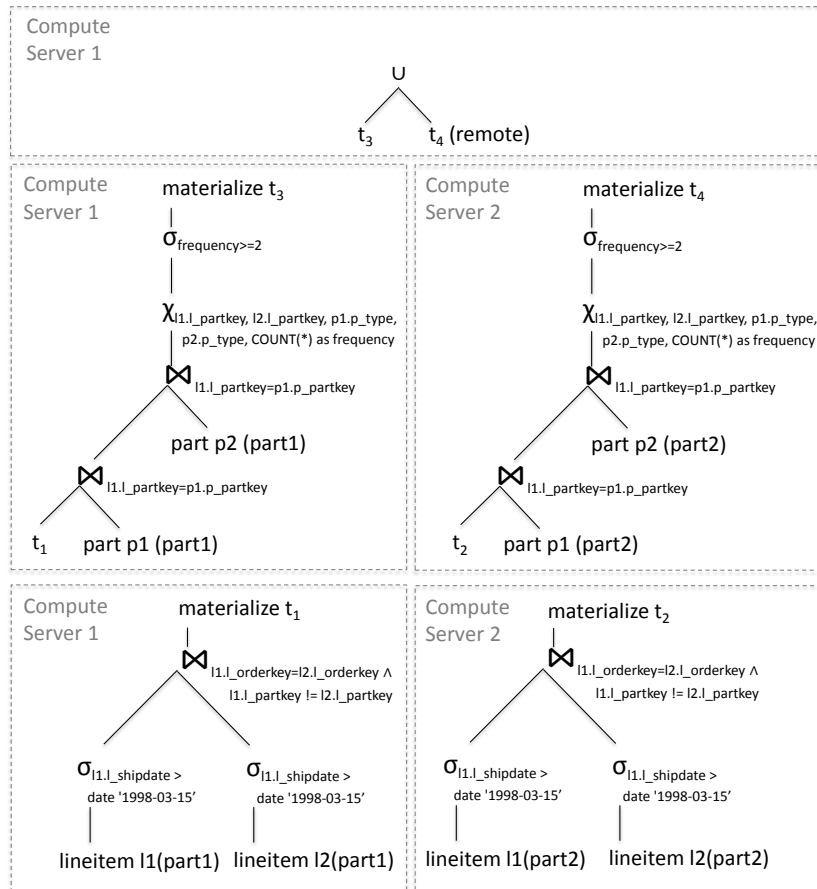 Compute
Server 1
∪
t₃ t₄ (remote)
Compute
Server 1
materialize t₃
σfrequency>=2
χl1.l_partkey, l2.l_partkey, p1.p_type,
p2.p_type, COUNT(*) as frequency
⋈ l1.l_partkey=p1.p_partkey
part p2 (part1)
⋈ l1.l_partkey=p1.p_partkey
t₁ part p1 (part1)
Compute
Server 2
materialize t₄
σfrequency>=2
χl1.l_partkey, l2.l_partkey, p1.p_type,
p2.p_type, COUNT(*) as frequency
⋈ l1.l_partkey=p1.p_partkey
part p2 (part2)
⋈ l1.l_partkey=p1.p_partkey
t₂ part p1 (part2)
Compute
Server 1
materialize t₁
⋈ l1.l_orderkey=l2.l_orderkey ∧
l1.l_partkey != l2.l_partkey
σl1.l_shipdate >
date '1998-03-15’
σl1.l_shipdate >
date '1998-03-15’
lineitem l1(part1) lineitem l2(part1)
Compute
Server 2
materialize t₂
⋈ l1.l_orderkey=l2.l_orderkey ∧
l1.l_partkey != l2.l_partkey
σl1.l_shipdate >
date '1998-03-15’
σl1.l_shipdate >
date '1998-03-15’
lineitem l1(part2) lineitem l2(part2)